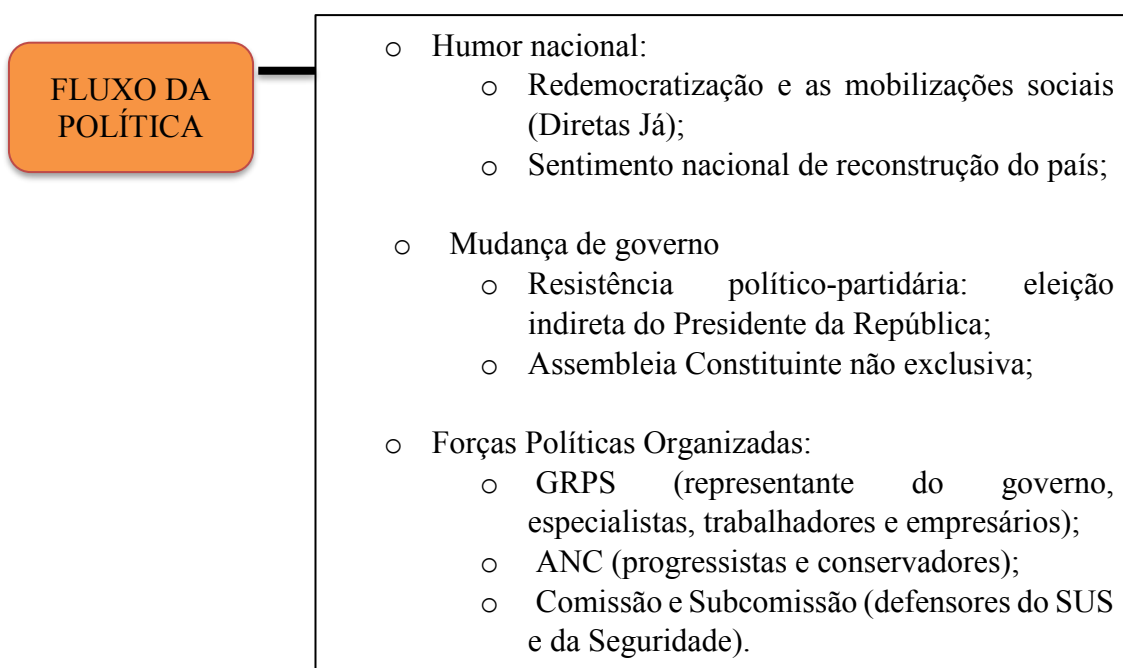 FLUXO DA
POLÍTICA
o Humor nacional:
o Redemocratização e as mobilizações sociais
(Diretas Já);
o Sentimento nacional de reconstrução do país;
o Mudança de governo
o Resistência político-partidária: eleição
indireta do Presidente da República;
o Assembleia Constituinte não exclusiva;
o Forças Políticas Organizadas:
o GRPS (representante do governo,
especialistas, trabalhadores e empresários);
o ANC (progressistas e conservadores);
o Comissão e Subcomissão (defensores do SUS
e da Seguridade).